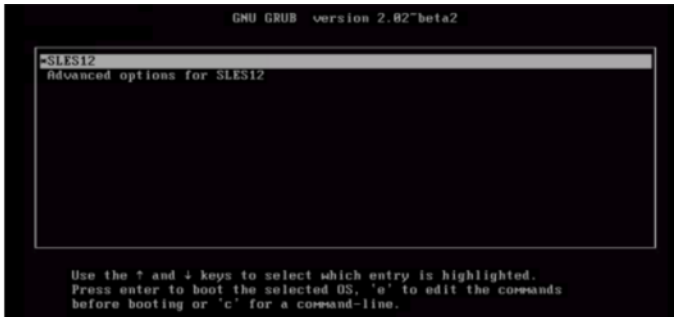 GNU GRUB version 2.02~beta2
*SLES12
Advanced options for SLES12
Use the ↑ and ↓ keys to select which entry is highlighted.
Press enter to boot the selected OS, 'e' to edit the commands
before booting or 'c' for a command-line.